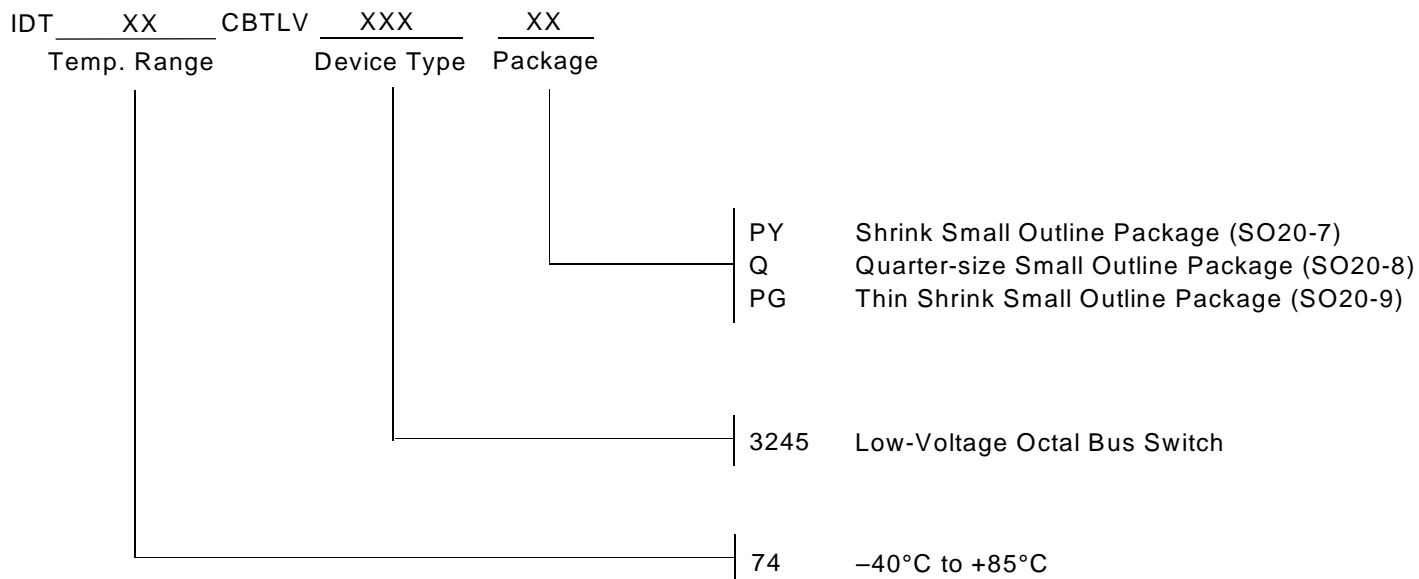 IDT XX CBTLV XXX XX
Temp. Range Device Type Package
PY Shrink Small Outline Package (SO20-7)
Q Quarter-size Small Outline Package (SO20-8)
PG Thin Shrink Small Outline Package (SO20-9)
3245 Low-Voltage Octal Bus Switch
74 –40°C to +85°C